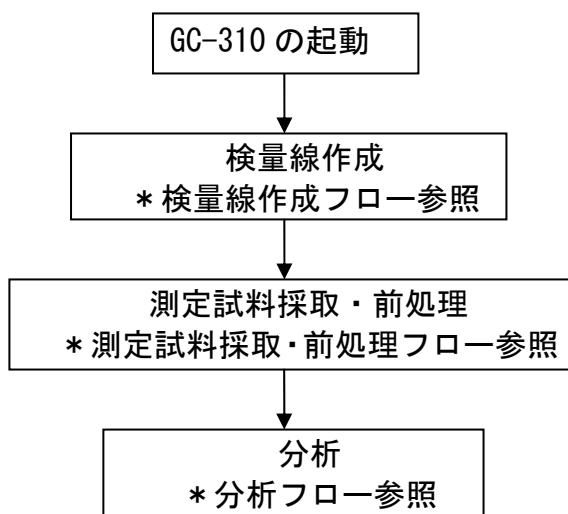 GC-310 の起動
検量線作成
＊検量線作成フロー参照
測定試料採取・前処理
＊測定試料採取・前処理フロー参照
分析
＊分析フロー参照